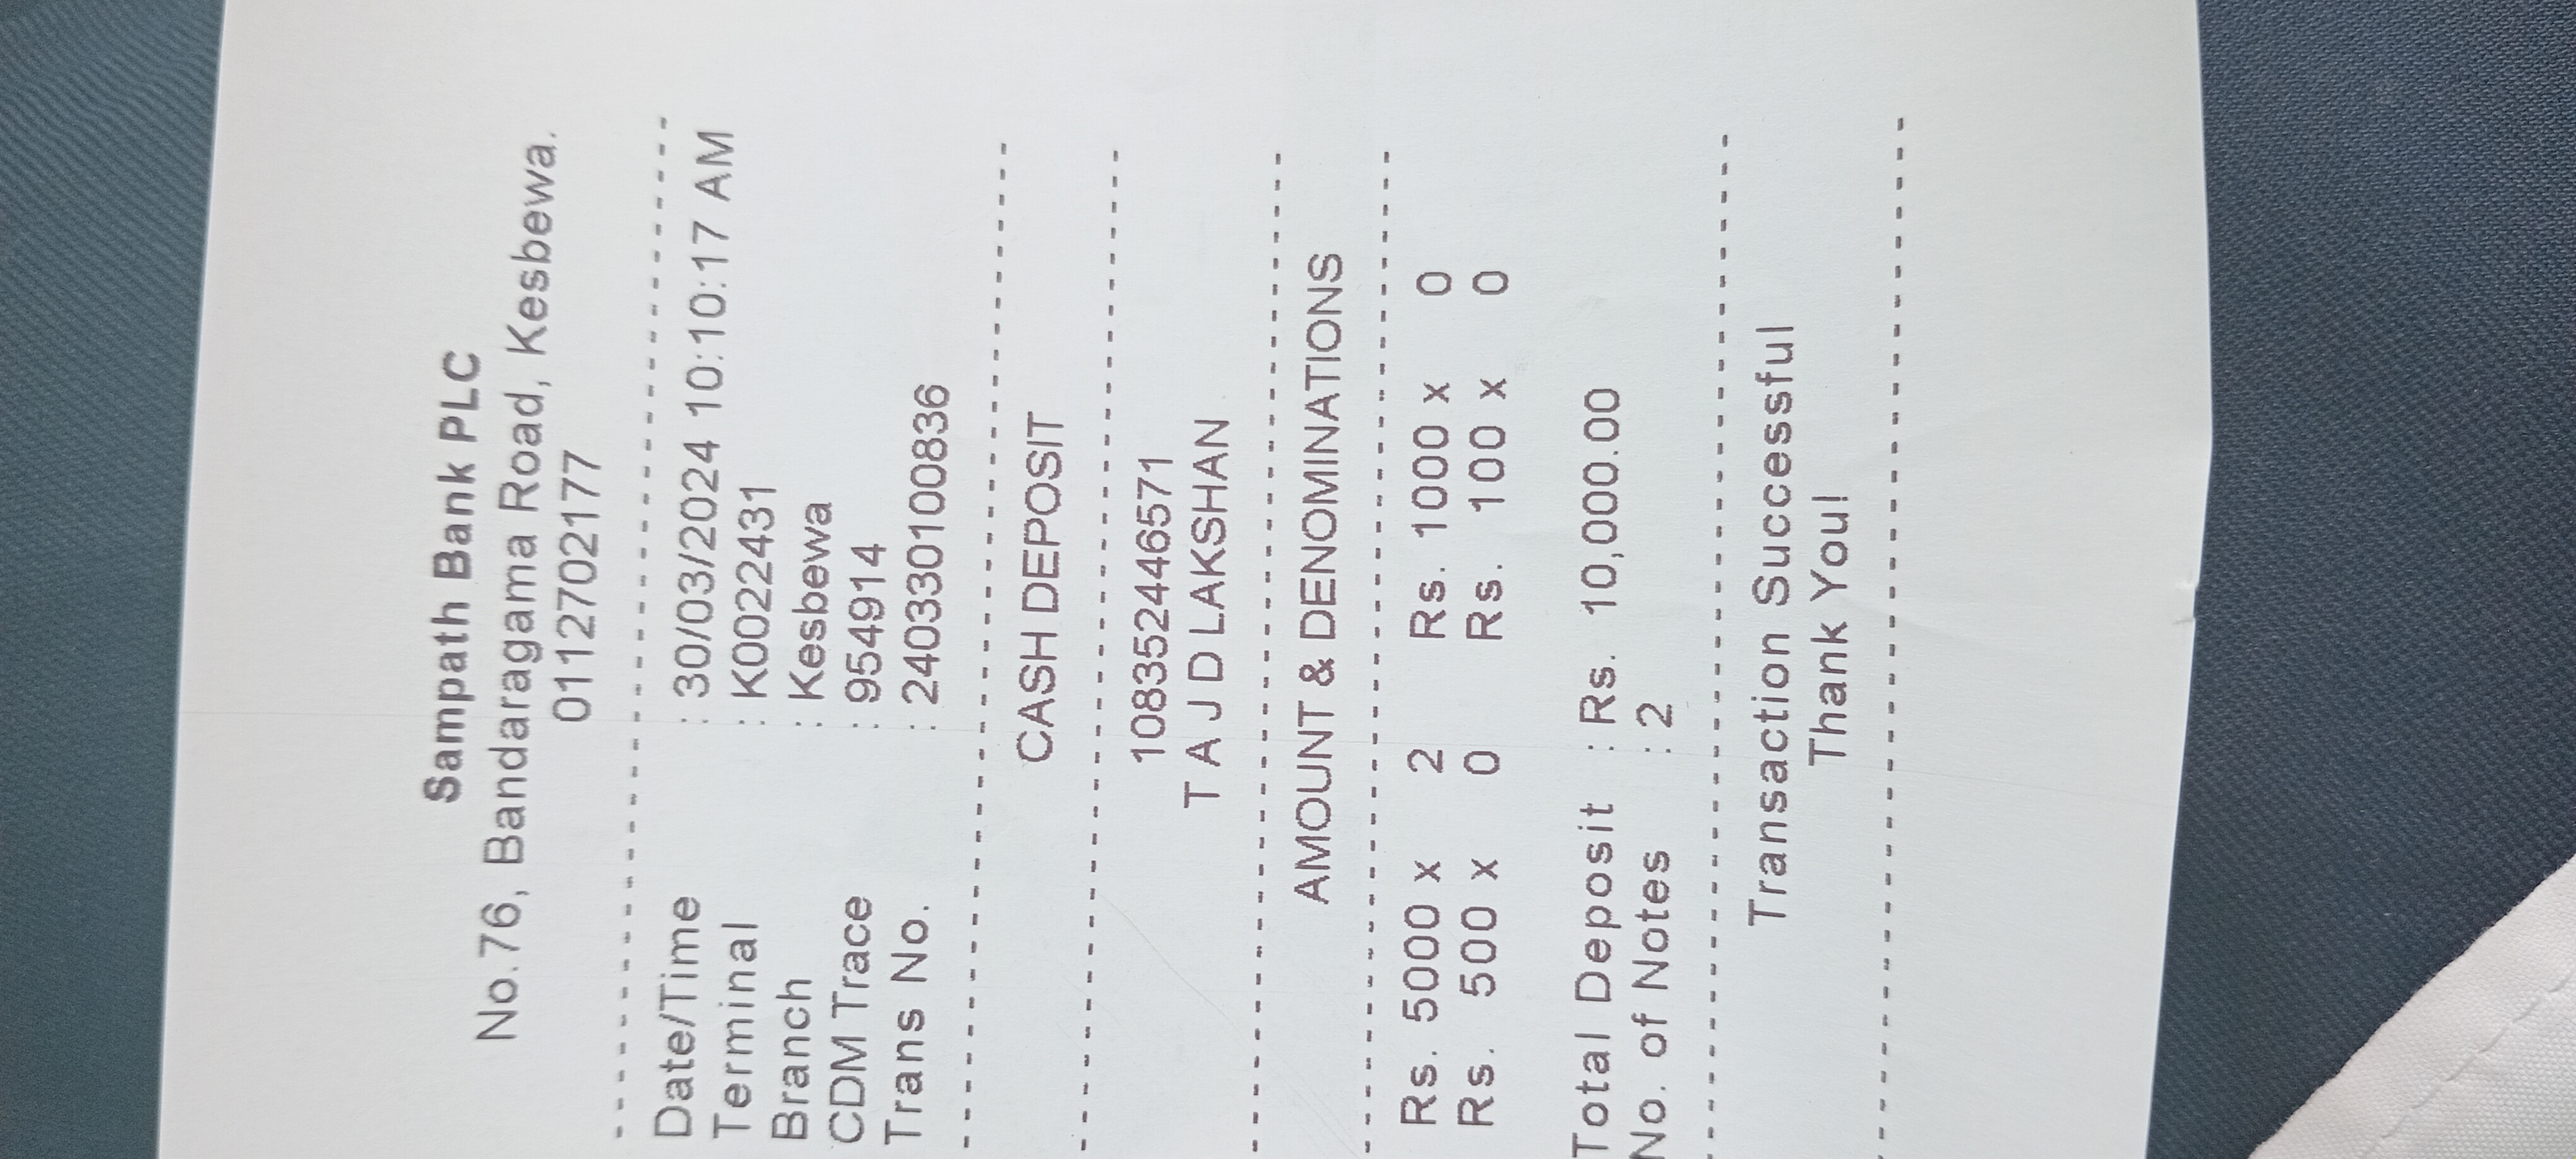 Sampath Bank PLC
No.76, Bandaragama Road, Kesbewa.
0112702177
Date/Time : 30/03/2024 10:10:17 AM
Terminal : K00224431
Branch : Kesbewa
CDM Trace : 954914
Trans No. : 240330100836
CASH DEPOSIT
108352446571
T A J D LAKSHAN
AMOUNT & DENOMINATIONS
Rs. 5000 x 2 Rs. 1000 x 0
Rs. 500 x 0 Rs. 100 x 0
Total Deposit : Rs. 10,000.00
No. of Notes : 2
Transaction Successful
Thank You!